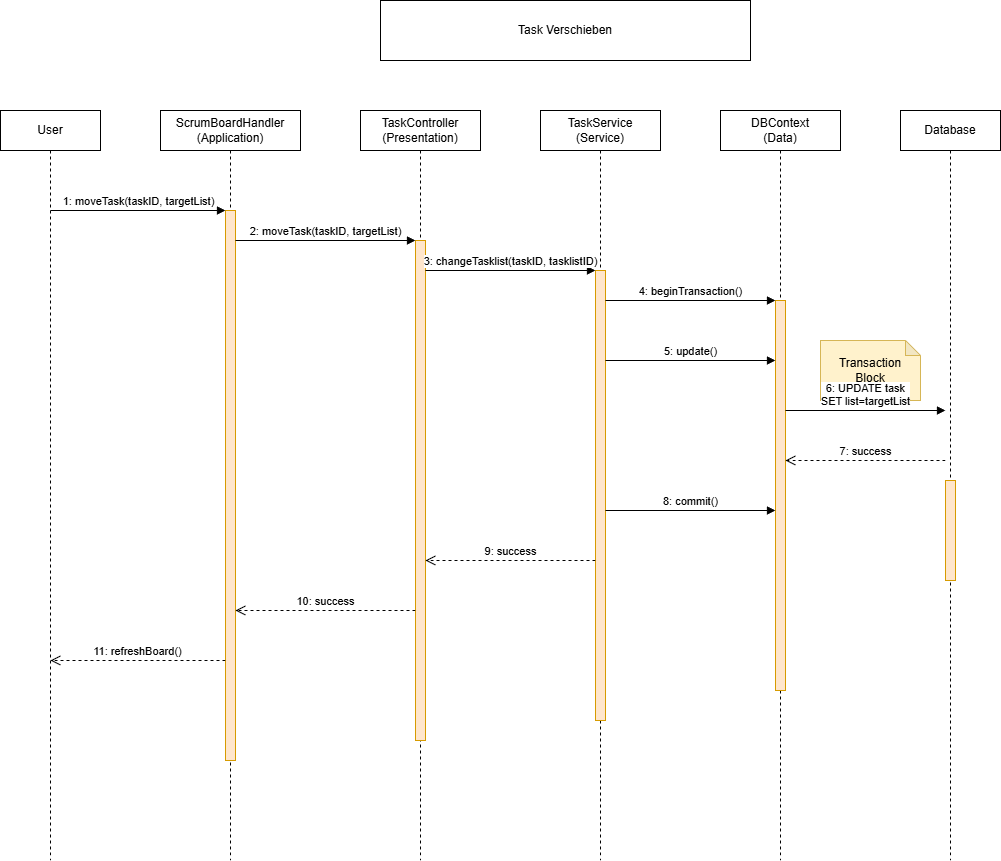 Task Verschieben
User
ScrumBoardHandler
(Application)
TaskController
(Presentation)
TaskService
(Service)
DBContext
(Data)
Database
1: moveTask(taskID, targetList)
2: moveTask(taskID, targetList)
3: changeTasklist(taskID, tasklistID)
4: beginTransaction()
5: update()
Transaction
Block
6: UPDATE task
SET list=targetList
7: success
8: commit()
9: success
10: success
11: refreshBoard()